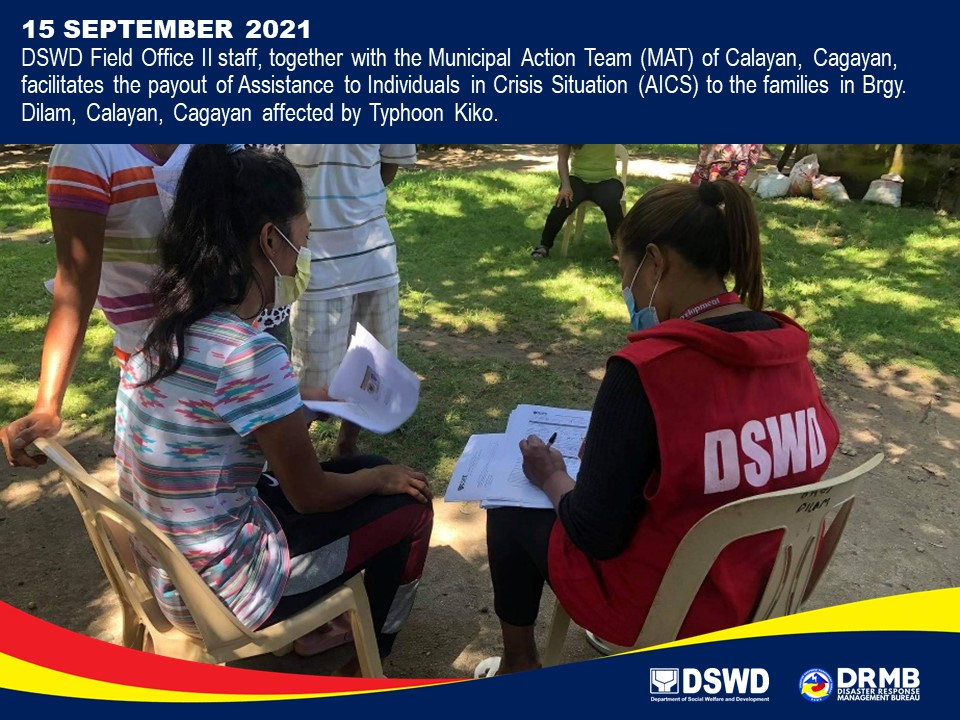 15 SEPTEMBER 2021
DSWD Field Office II staff, together with the Municipal Action Team (MAT) of Calayan, Cagayan,
facilitates the payout of Assistance to Individuals in Crisis Situation (AICS) to the families in Brgy.
Dilam, Calayan, Cagayan affected by Typhoon Kiko.
elopment
DSWD
DILAM
DSWD
Department of Social Welfare and Development
DRMB
DISASTER RESPONSE
MANAGEMENT BUREAU